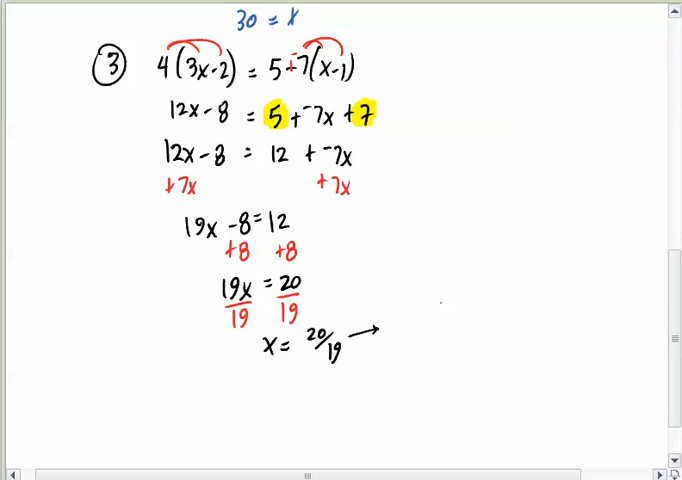 30 = x
③ 4(3x-2) = 5+-7(x-1)
12x-8 = 5+-7x+7
12x-8 = 12 + -7x
+7x +7x
19x -8=12
+8 +8
19x = 20
19 19
x = 20/19 →